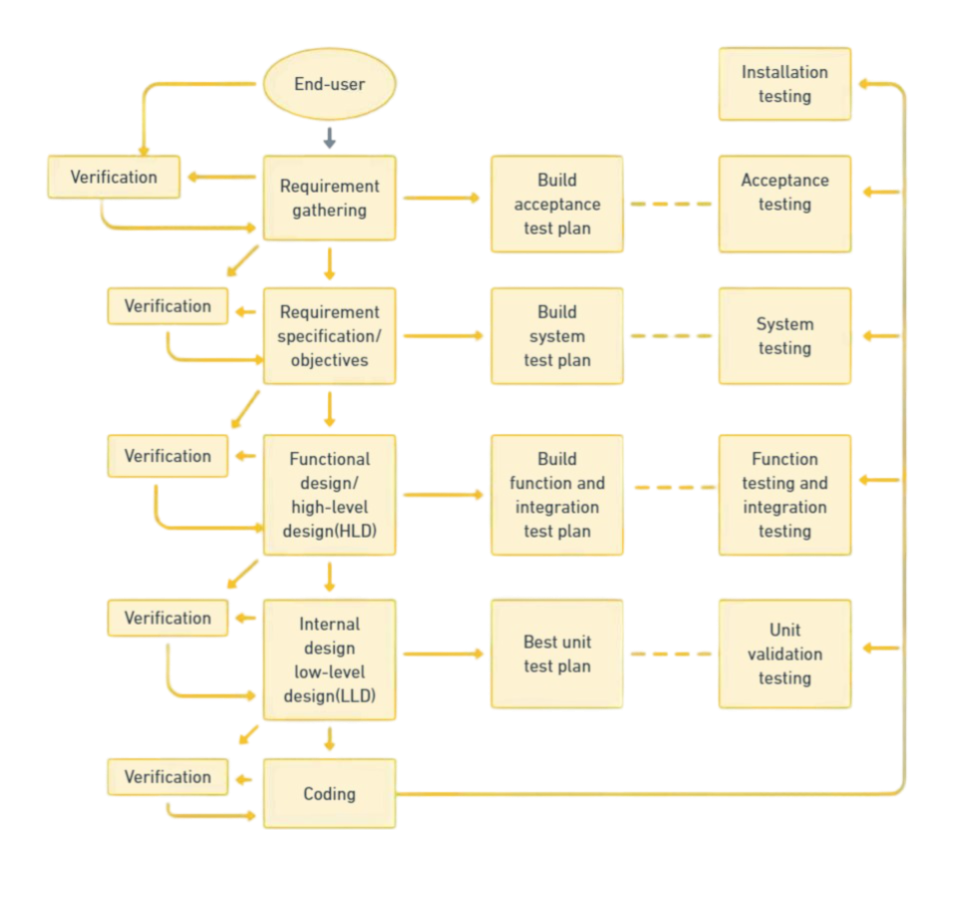 End-user
Installation
testing
Verification
Requirement
gathering
Build
acceptance
test plan
Acceptance
testing
Verification
Requirement
specification/
objectives
Build
system
test plan
System
testing
Verification
Functional
design/
high-level
design(HLD)
Build
function and
integration
test plan
Function
testing and
integration
testing
Verification
Internal
design
low-level
design(LLD)
Best unit
test plan
Unit
validation
testing
Verification
Coding